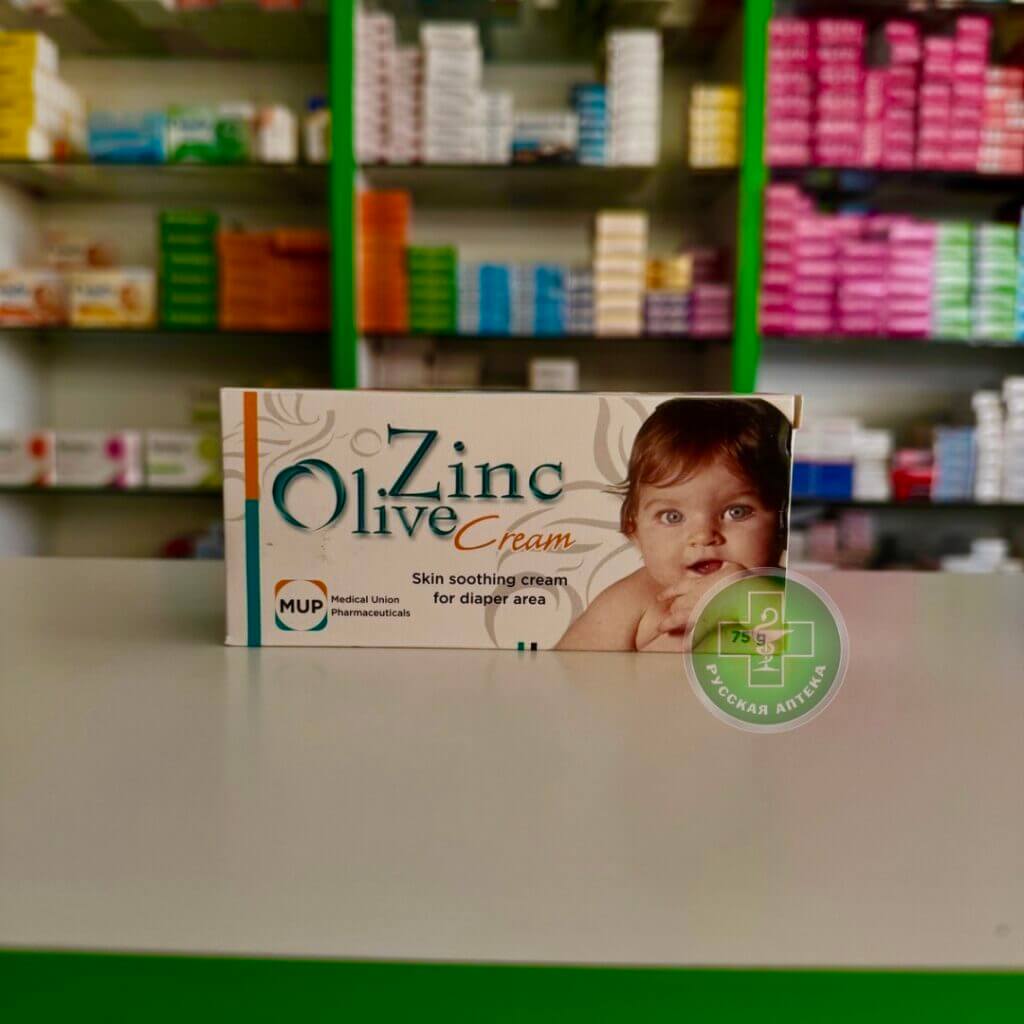 Zinc
Olive
Cream
Skin soothing cream
for diaper area
MUP
Medical Union
Pharmaceuticals
75 g
РУССКАЯ АПТЕКА